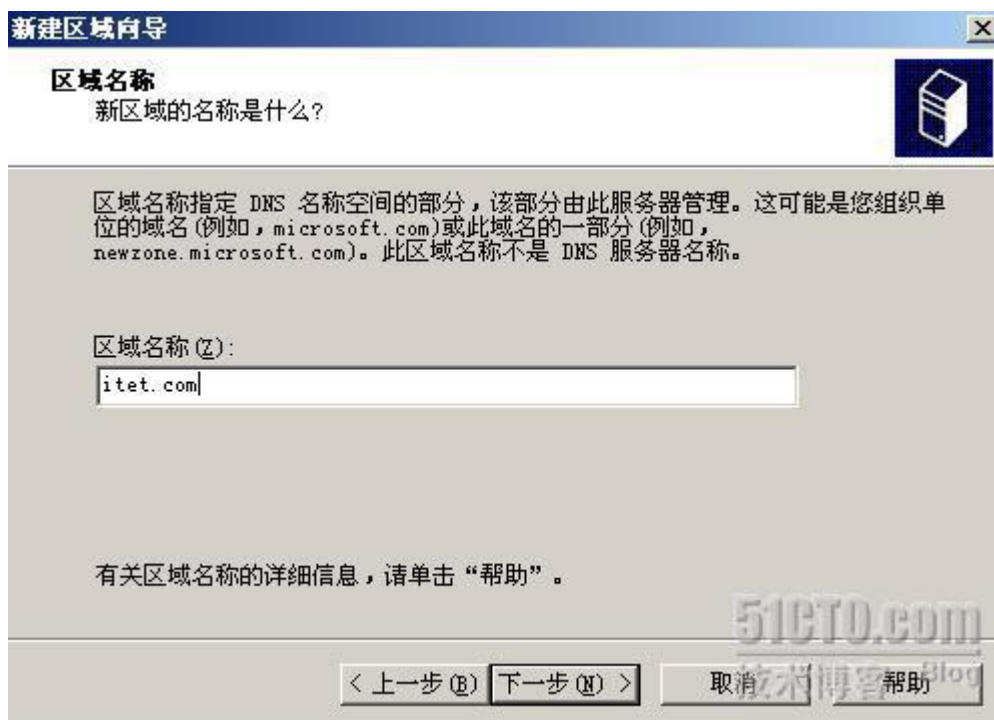 新建区域向导
区域名称
新区域的名称是什么?
区域名称指定 DNS 名称空间的部分，该部分由此服务器管理。这可能是您组织单
位的域名(例如，microsoft.com)或此域名的一部分(例如，
newzone.microsoft.com)。此区域名称不是 DNS 服务器名称。
区域名称(Z):
itet.com
有关区域名称的详细信息，请单击“帮助”。
51CTO.com
技术博客 Blog
< 上一步(B) 下一步(N) > 取消 帮助